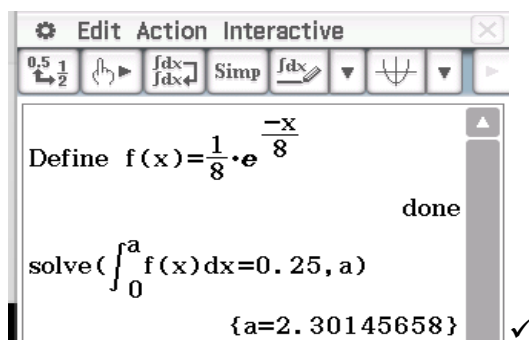 Edit Action Interactive
0.5 1/2 ∫dx ∫dx Simp ∫dx
Define f(x)=1/8·e^(-x/8)
done
solve(∫₀ᵃ f(x)dx=0.25,a)
{a=2.30145658} ✓